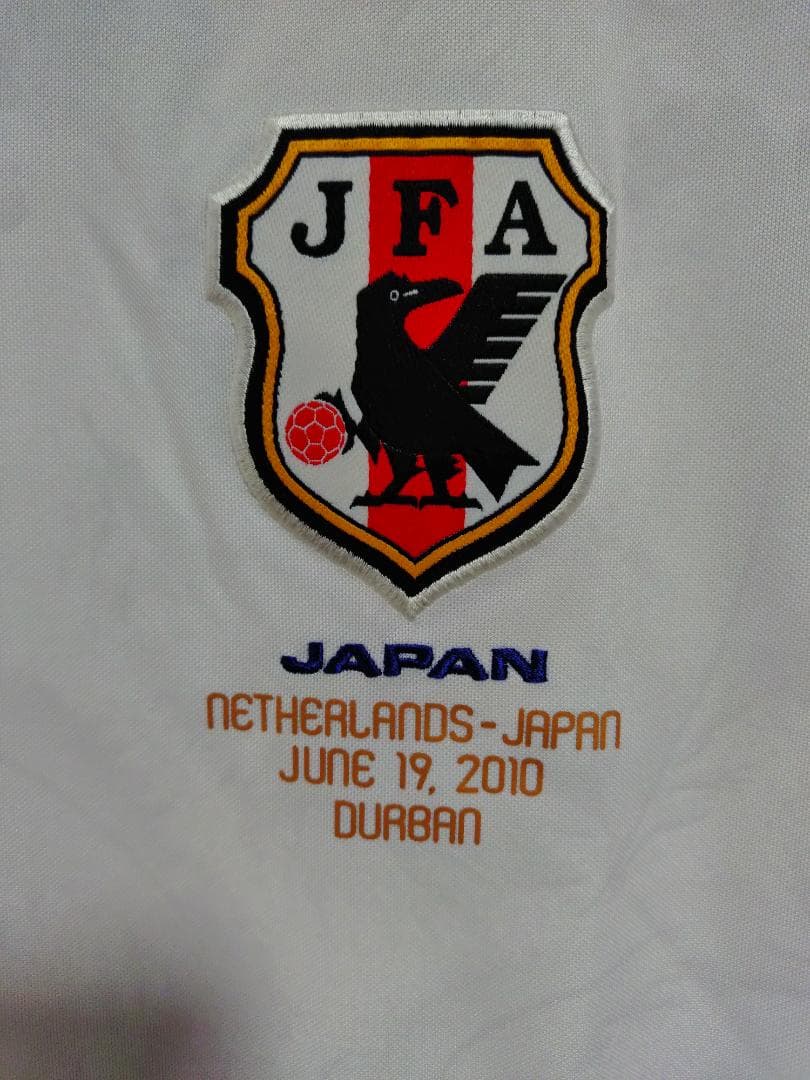 JFA
JAPAN
NETHERLANDS-JAPAN
JUNE 19, 2010
DURBAN